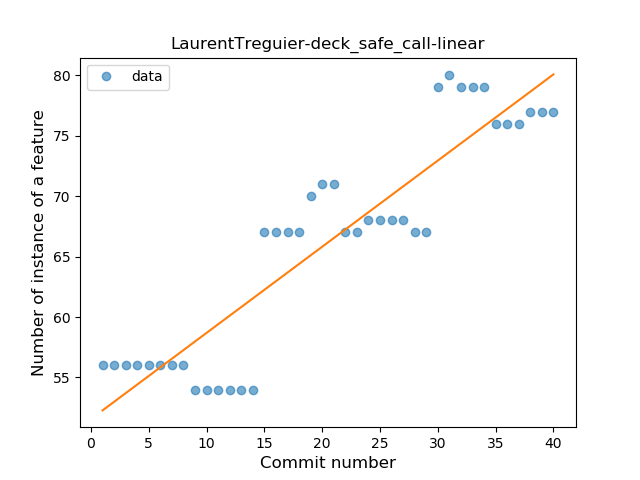 LaurentTreguier-deck_safe_call-linear
data
Number of instance of a feature
80
75
70
65
60
55
0 5 10 15 20 25 30 35 40
Commit number